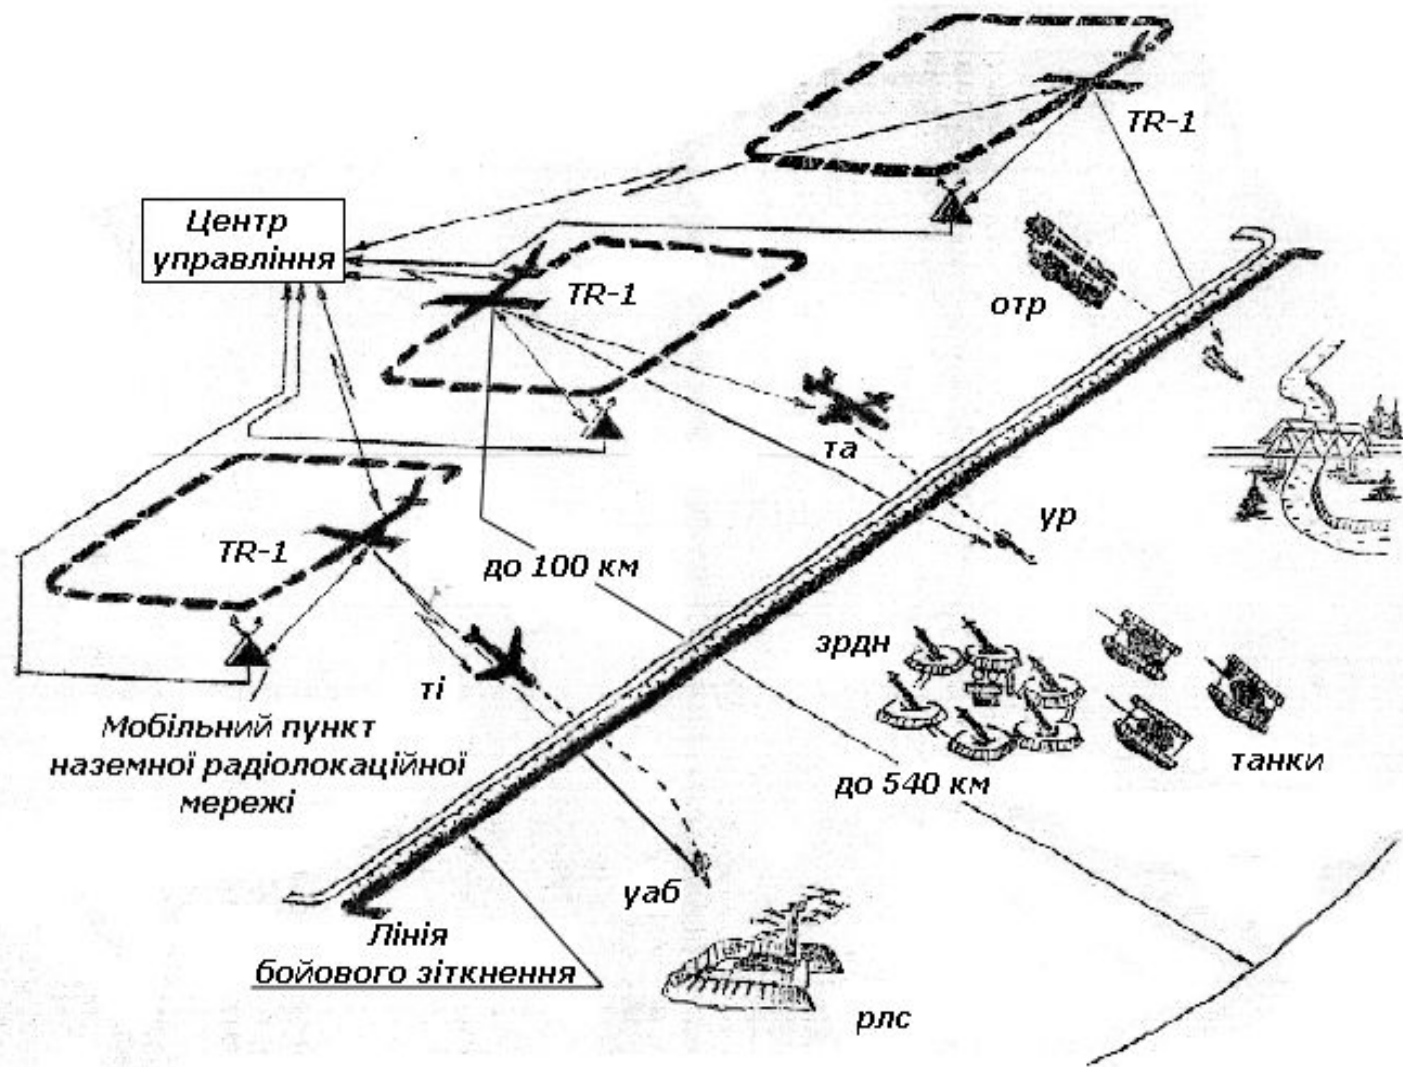 TR-1
Центр
управління
TR-1
отр
та
ур
TR-1
до 100 км
зрдн
ті
Мобільний пункт
наземної радіолокаційної
мережі
танки
до 540 км
уаб
Лінія
бойового зіткнення
рлс